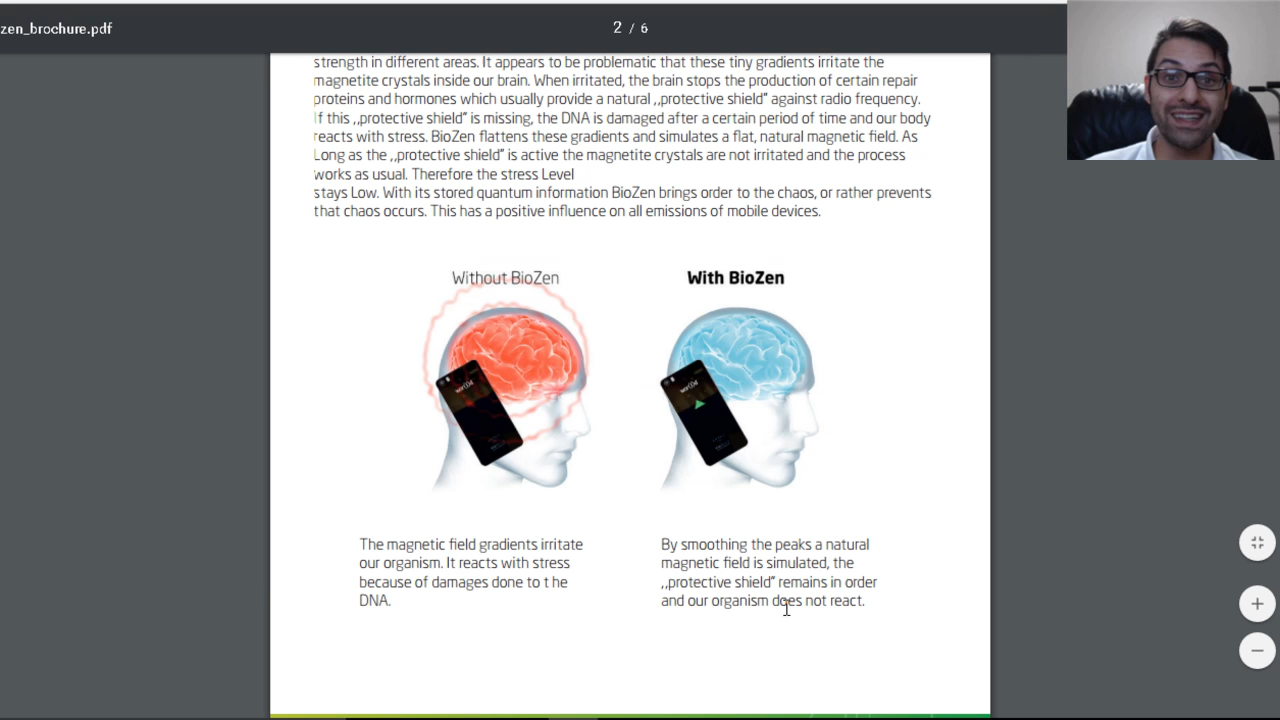 zen_brochure.pdf
2 / 6
strength in different areas. It appears to be problematic that these tiny gradients irritate the
magnetite crystals inside our brain. When irritated, the brain stops the production of certain repair
proteins and hormones which usually provide a natural ,,protective shield" against radio frequency.
If this ,,protective shield" is missing, the DNA is damaged after a certain period of time and our body
reacts with stress. BioZen flattens these gradients and simulates a flat, natural magnetic field. As
Long as the ,,protective shield" is active the magnetite crystals are not irritated and the process
works as usual. Therefore the stress Level
stays Low. With its stored quantum information BioZen brings order to the chaos, or rather prevents
that chaos occurs. This has a positive influence on all emissions of mobile devices.
Without BioZen
With BioZen
The magnetic field gradients irritate
our organism. It reacts with stress
because of damages done to t he
DNA.
By smoothing the peaks a natural
magnetic field is simulated, the
,,protective shield" remains in order
and our organism does not react.